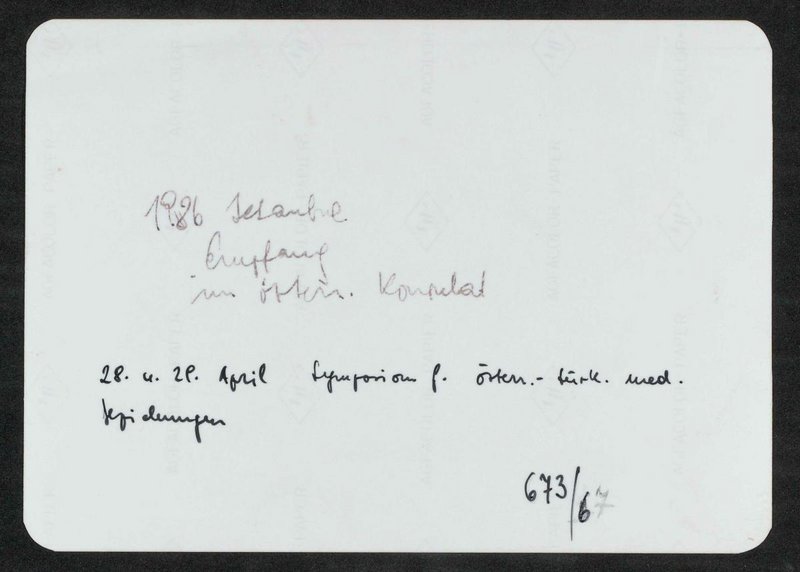 1986 Istanbul
Empfang
im österr. Konsulat
28. u. 29. April Symposium f. österr.-türk. med.
Beziehungen
673/67